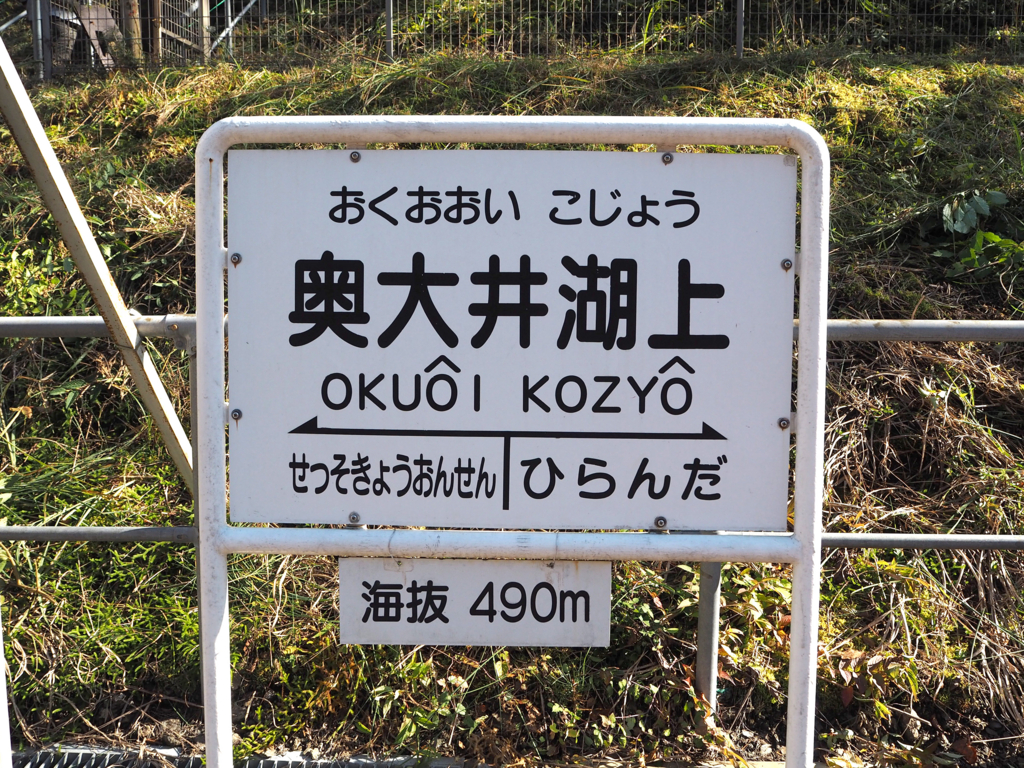 おくおおい こじょう
奥大井湖上
OKUÔI KOZYÔ
せっそきょうおんせん ひらんだ
海抜 490m